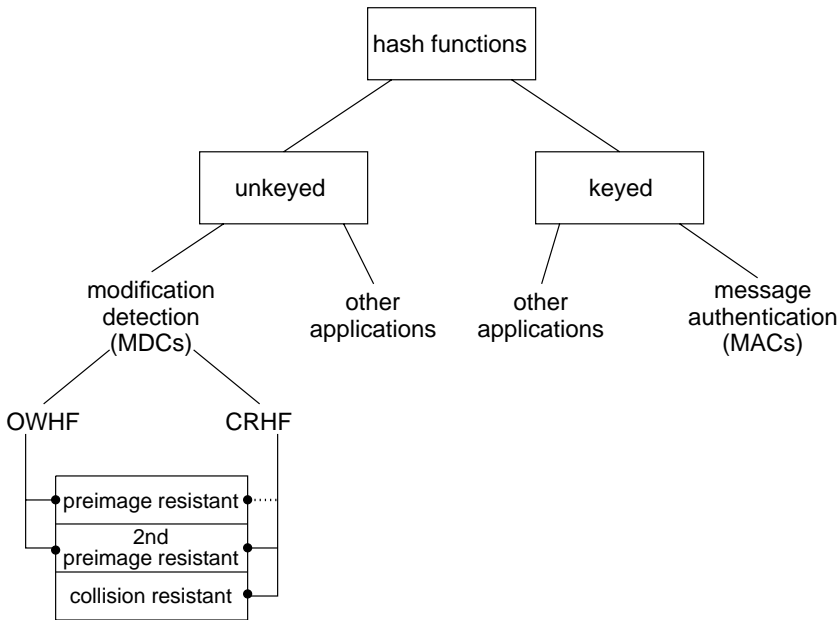 hash functions
unkeyed
keyed
modification
detection
(MDCs)
other
applications
other
applications
message
authentication
(MACs)
OWHF
CRHF
preimage resistant
2nd
preimage resistant
collision resistant